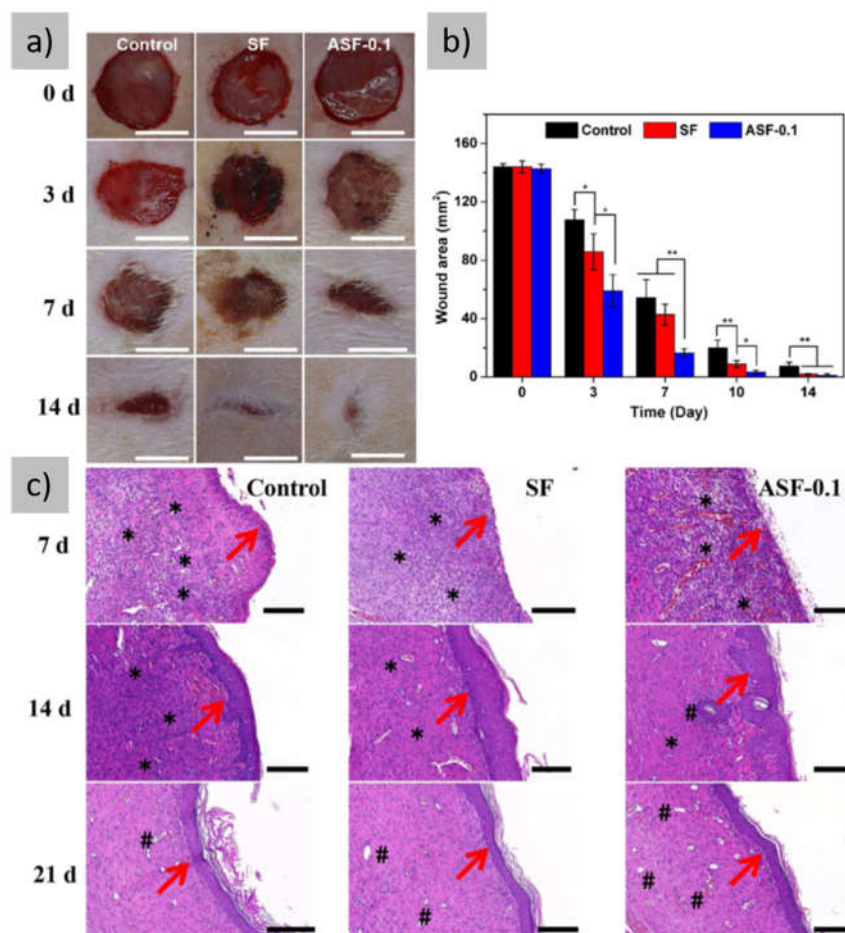 a)
Control SF ASF-0.1
0 d
3 d
7 d
14 d
b)
Control SF ASF-0.1
160
120
80
40
0
Wound area (mm²)
* *
**
** *
**
0 3 7 10 14
Time (Day)
c)
Control SF ASF-0.1
7 d
* * * *
* * *
* * *
14 d
* * *
* *
# *
21 d
#
# #
# # #